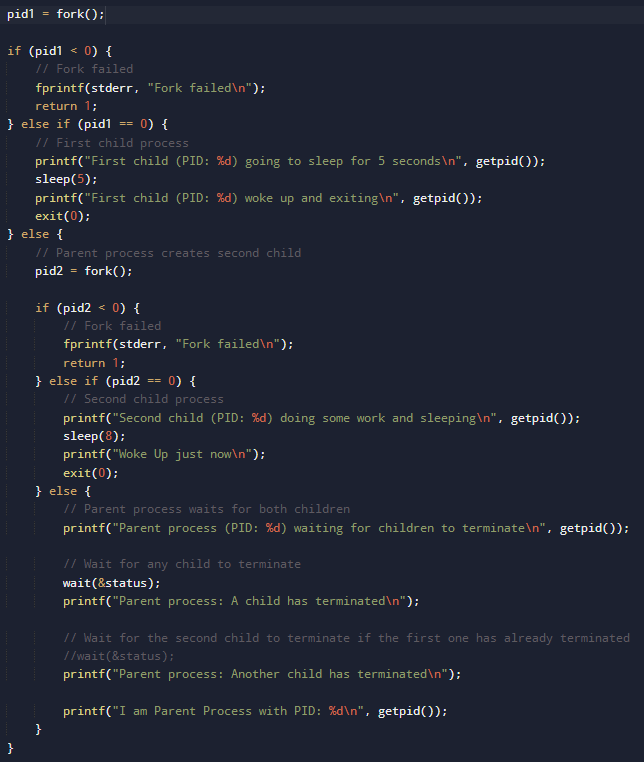 pid1 = fork();
if (pid1 < 0) {
// Fork failed
fprintf(stderr, "Fork failed\n");
return 1;
} else if (pid1 == 0) {
// First child process
printf("First child (PID: %d) going to sleep for 5 seconds\n", getpid());
sleep(5);
printf("First child (PID: %d) woke up and exiting\n", getpid());
exit(0);
} else {
// Parent process creates second child
pid2 = fork();
if (pid2 < 0) {
// Fork failed
fprintf(stderr, "Fork failed\n");
return 1;
} else if (pid2 == 0) {
// Second child process
printf("Second child (PID: %d) doing some work and sleeping\n", getpid());
sleep(8);
printf("Woke Up just now\n");
exit(0);
} else {
// Parent process waits for both children
printf("Parent process (PID: %d) waiting for children to terminate\n", getpid());
// Wait for any child to terminate
wait(&status);
printf("Parent process: A child has terminated\n");
// Wait for the second child to terminate if the first one has already terminated
//wait(&status);
printf("Parent process: Another child has terminated\n");
printf("I am Parent Process with PID: %d\n", getpid());
}
}